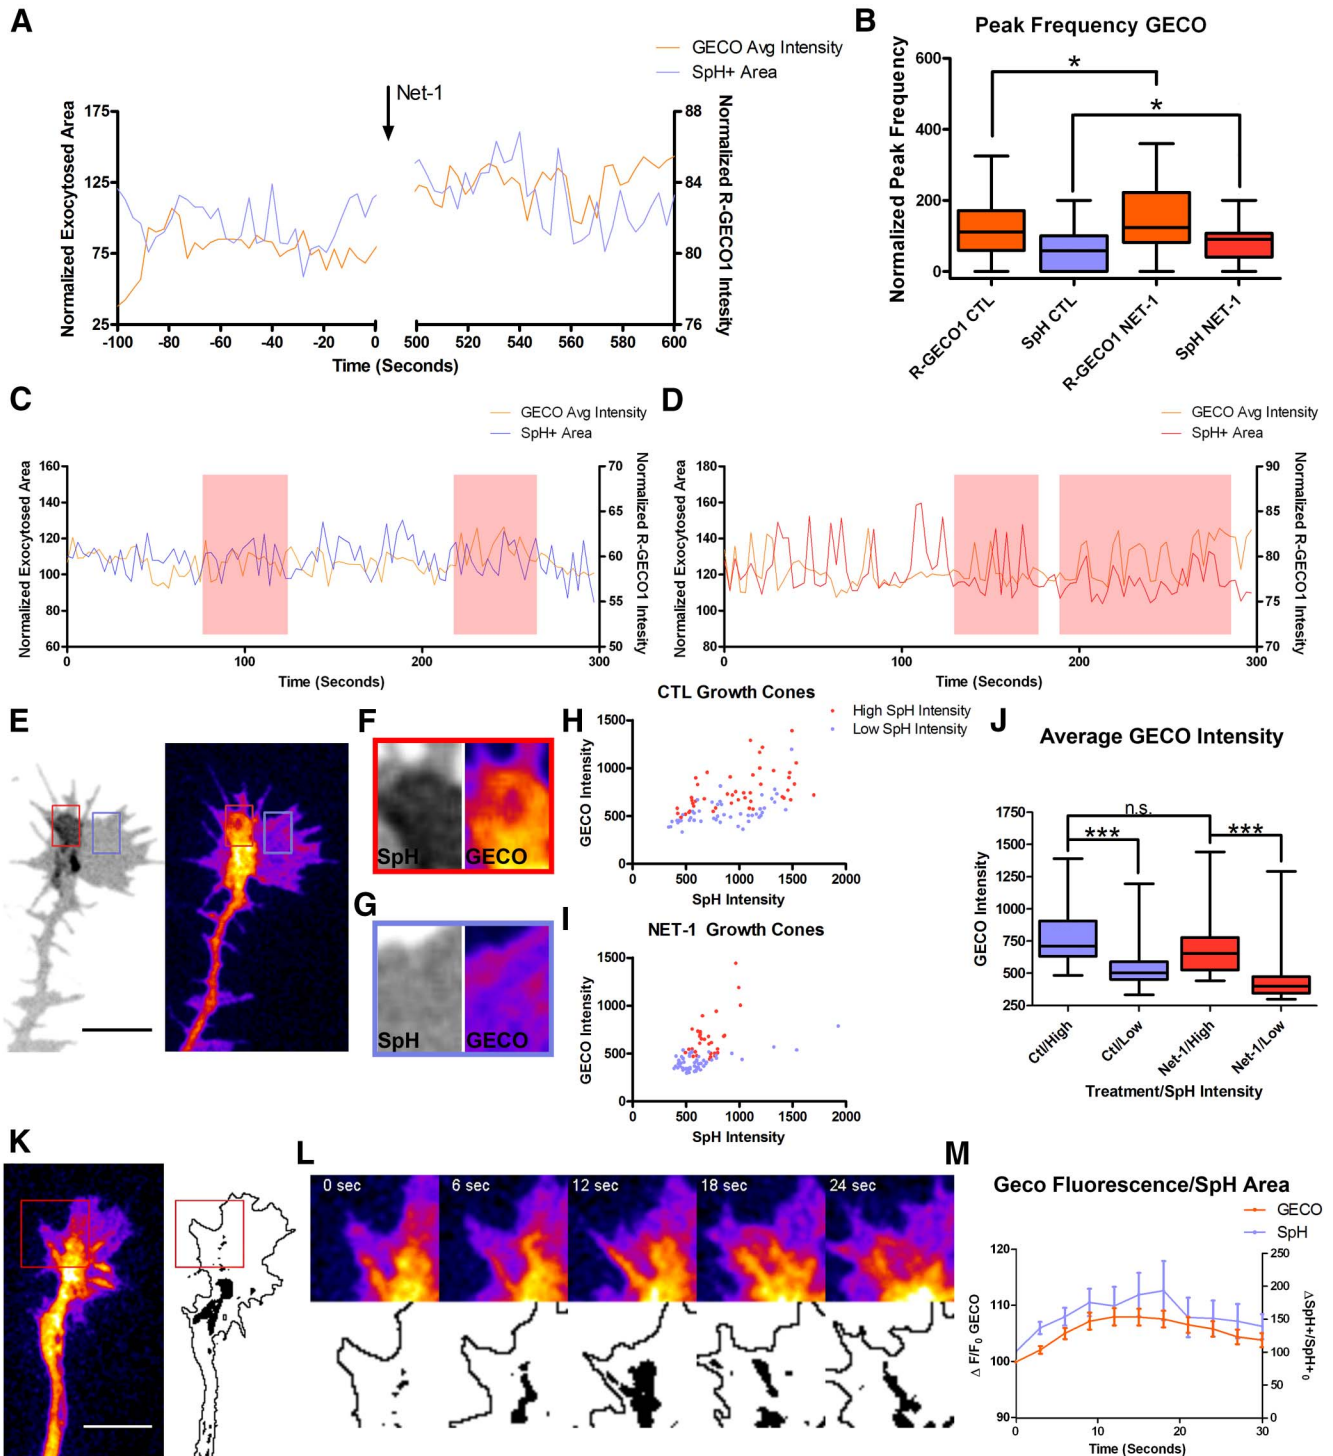 A
GECO Avg Intensity
SpH+ Area
Net-1
Normalized Exocytosed Area
175
125
75
25
Normalized R-GECO1 Intesity
88
84
80
76
-100 -80 -60 -40 -20 0 500 520 540 560 580 600
Time (Seconds)
B
Peak Frequency GECO
Normalized Peak Frequency
600
400
200
0
*
*
R-GECO1 CTL
SpH CTL
R-GECO1 NET-1
SpH NET-1
C
GECO Avg Intensity
SpH+ Area
Normalized Exocytosed Area
160
140
120
100
80
60
Normalized R-GECO1 Intesity
70
65
60
55
50
0 100 200 300
Time (Seconds)
D
GECO Avg Intensity
SpH+ Area
Normalized Exocytosed Area
180
160
140
120
100
80
Normalized R-GECO1 Intesity
90
85
80
75
70
0 100 200 300
Time (Seconds)
E
F
SpH GECO
G
SpH GECO
H
CTL Growth Cones
High SpH Intensity
Low SpH Intensity
GECO Intensity
1500
1000
500
0
0 500 1000 1500 2000
SpH Intensity
I
NET-1 Growth Cones
GECO Intensity
1500
1000
500
0
0 500 1000 1500 2000
SpH Intensity
J
Average GECO Intensity
GECO Intensity
1750
1500
1250
1000
750
500
250
n.s.
*** ***
Ctl/High
Ctl/Low
Net-1/High
Net-1/Low
Treatment/SpH Intensity
K
L
0 sec 6 sec 12 sec 18 sec 24 sec
M
Geco Fluorescence/SpH Area
GECO
SpH
Δ F/F₀ GECO
120
110
100
90
ΔSpH+/SpH+₀
250
200
150
100
50
0
0 10 20 30
Time (Seconds)